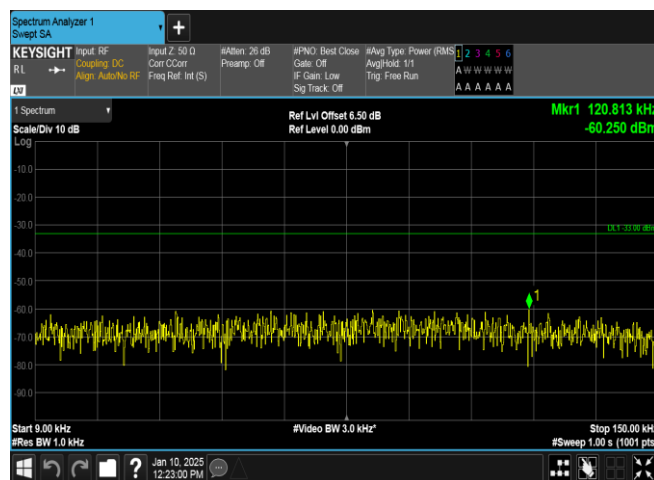 Spectrum Analyzer 1
Swept SA
+
KEYSIGHT
RL
LXI
Input: RF
Coupling: DC
Align: Auto/No RF
Input Z: 50 Ω
Corr CCorr
Freq Ref: Int (S)
#Atten: 26 dB
Preamp: Off
#PNO: Best Close
Gate: Off
IF Gain: Low
Sig Track: Off
#Avg Type: Power (RMS
Avg|Hold: 1/1
Trig: Free Run
1 2 3 4 5 6
A W W W W W
A A A A A A
1 Spectrum
Scale/Div 10 dB
Log
Ref Lvl Offset 6.50 dB
Ref Level 0.00 dBm
Mkr1 120.813 kHz
-60.250 dBm
-10.0
-20.0
-30.0
DL1 -33.00 dBm
-40.0
-50.0
1
-60.0
-70.0
-80.0
-90.0
Start 9.00 kHz
#Res BW 1.0 kHz
#Video BW 3.0 kHz*
Stop 150.00 kHz
#Sweep 1.00 s (1001 pts
?
Jan 10, 2025
12:23:00 PM